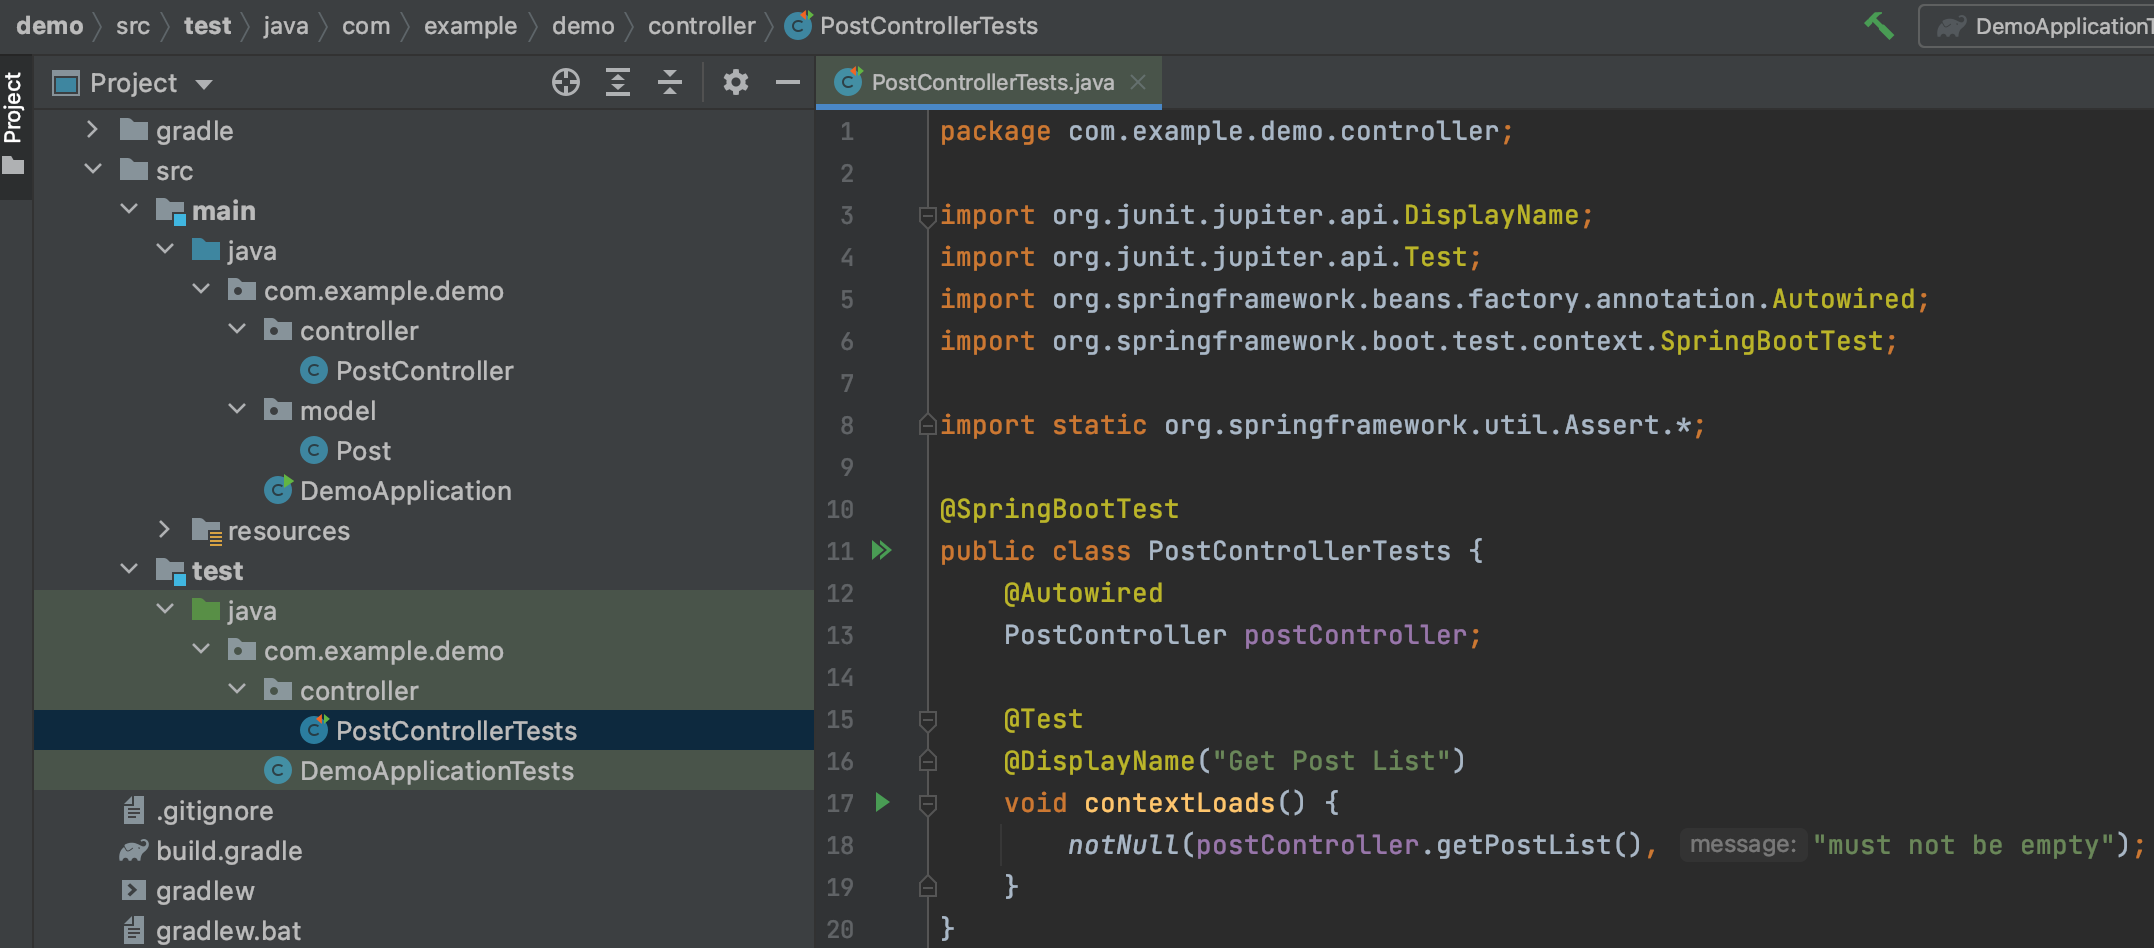 demo src test java com example demo controller PostControllerTests
Project
Project
gradle
src
main
java
com.example.demo
controller
PostController
model
Post
DemoApplication
resources
test
java
com.example.demo
controller
PostControllerTests
DemoApplicationTests
.gitignore
build.gradle
gradlew
gradlew.bat
DemoApplicationT
PostControllerTests.java
1 package com.example.demo.controller;
2
3 import org.junit.jupiter.api.DisplayName;
4 import org.junit.jupiter.api.Test;
5 import org.springframework.beans.factory.annotation.Autowired;
6 import org.springframework.boot.test.context.SpringBootTest;
7
8 import static org.springframework.util.Assert.*;
9
10 @SpringBootTest
11 public class PostControllerTests {
12 @Autowired
13 PostController postController;
14
15 @Test
16 @DisplayName("Get Post List")
17 void contextLoads() {
18 notNull(postController.getPostList(), message: "must not be empty");
19 }
20 }